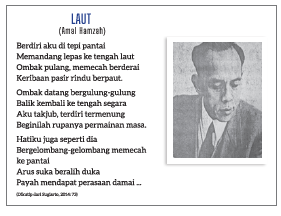 LAUT
(Amal Hamzah)
Berdiri aku di tepi pantai
Memandang lepas ke tengah laut
Ombak pulang, memecah berderai
Keribaan pasir rindu berpaut.
Ombak datang bergulung-gulung
Balik kembali ke tengah segara
Aku takjub, terdiri termenung
Beginilah rupanya permainan masa.
Hatiku juga seperti dia
Bergelombang-gelombang memecah
ke pantai
Arus suka beralih duka
Payah mendapat perasaan damai ...
(Dikutip dari Sugiarto, 2014: 73)